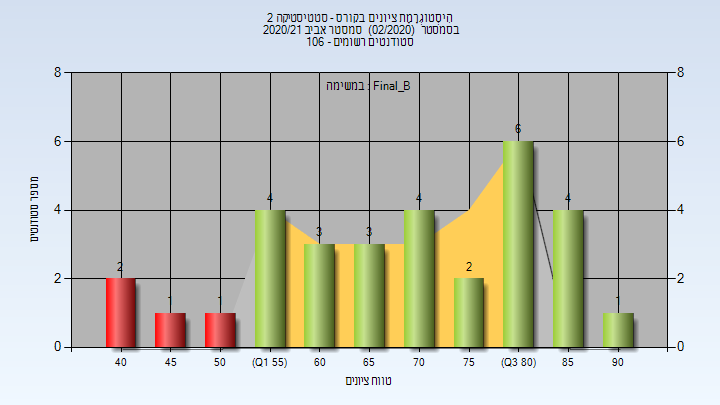 היסטוגרמת ציונים בקורס - סטטיסטיקה 2
בסמסטר (02/2020) סמסטר אביב 2020/21
סטודנטים רשומים - 106
במשימה : Final_B
מספר סטודנטים
8 8
6 6
4 4
2 2
0 0
2 1 1 4 3 3 4 2 6 4 1
40 45 50 (Q1 55) 60 65 70 75 (Q3 80) 85 90
טווח ציונים